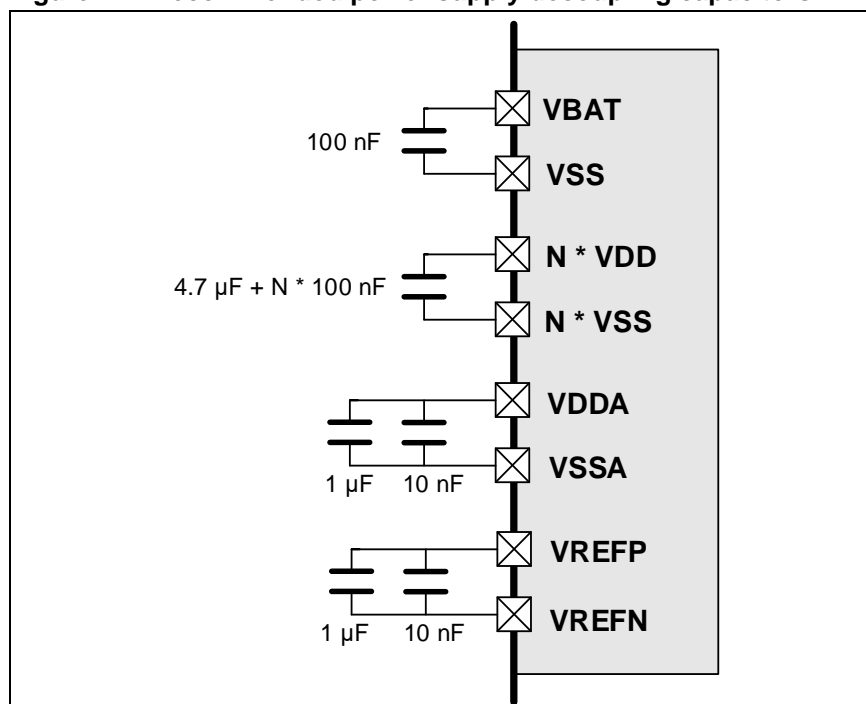 VBAT
100 nF
VSS
N * VDD
4.7 µF + N * 100 nF
N * VSS
VDDA
VSSA
1 µF 10 nF
VREFP
VREFN
1 µF 10 nF